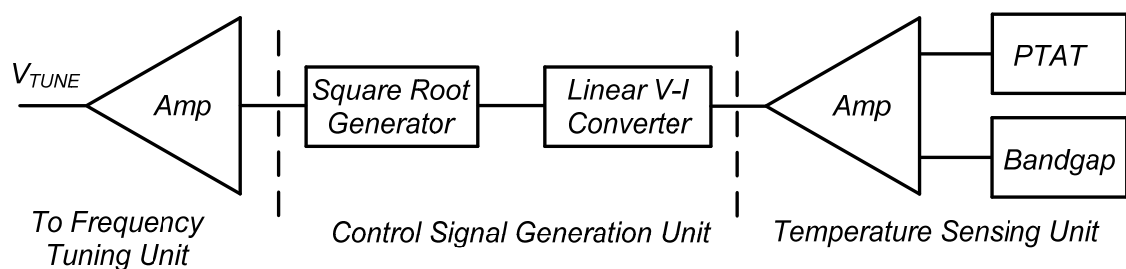 V_TUNE
Amp
Square Root
Generator
Linear V-I
Converter
Amp
PTAT
Bandgap
To Frequency
Tuning Unit
Control Signal Generation Unit
Temperature Sensing Unit